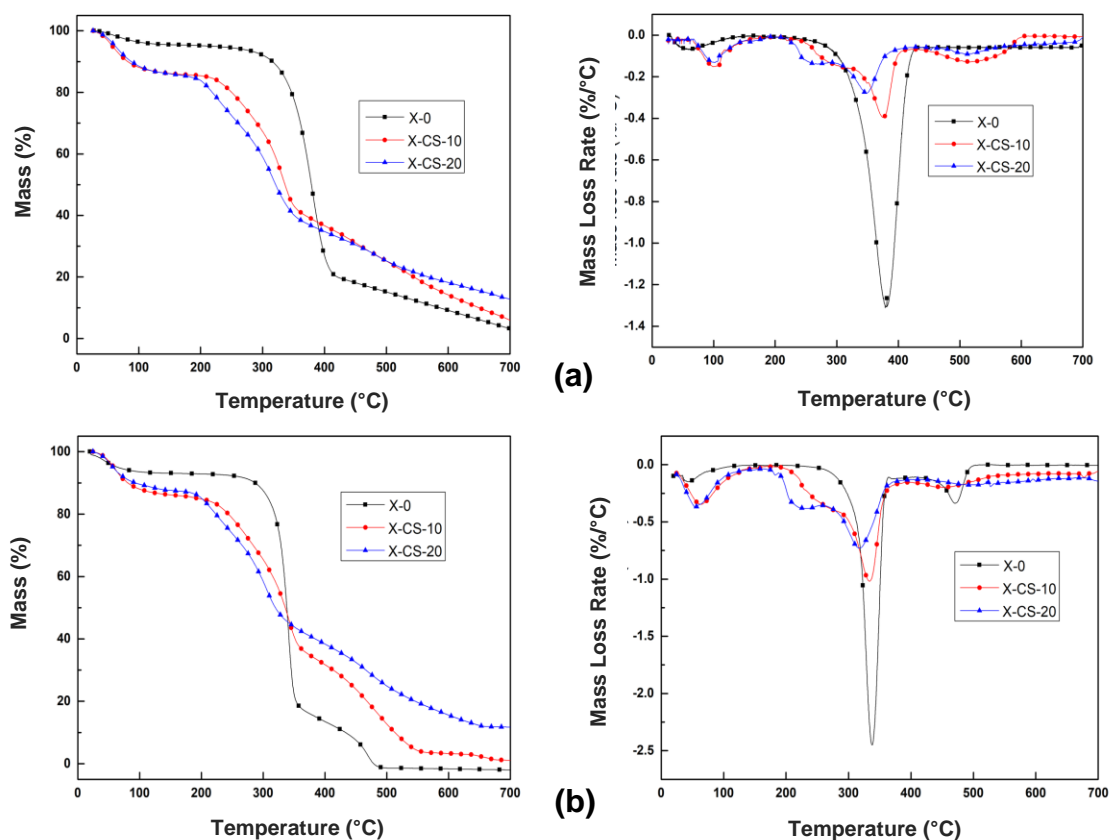 100
80
60
40
20
0
Mass (%)
X-0
X-CS-10
X-CS-20
0 100 200 300 400 500 600 700
Temperature (°C)
0.0
-0.2
-0.4
-0.6
-0.8
-1.0
-1.2
-1.4
Mass Loss Rate (%/°C)
X-0
X-CS-10
X-CS-20
0 100 200 300 400 500 600 700
Temperature (°C)
(a)
100
80
60
40
20
0
Mass (%)
X-0
X-CS-10
X-CS-20
0 100 200 300 400 500 600 700
Temperature (°C)
0.0
-0.5
-1.0
-1.5
-2.0
-2.5
Mass Loss Rate (%/°C)
X-0
X-CS-10
X-CS-20
0 100 200 300 400 500 600 700
Temperature (°C)
(b)